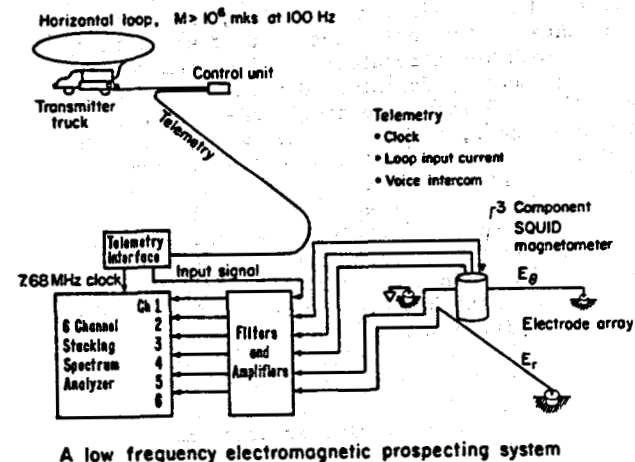 Horizontal loop, M> 10⁶ mks at 100 Hz
Control unit
Transmitter
truck
Telemetry
Telemetry
• Clock
• Loop input current
• Voice intercom
3 Component
SQUID
magnetometer
Telemetry
Interface
7.68 MHz clock
Input signal
Eθ
Electrode array
Er
6 Channel
Stacking
Spectrum
Analyzer
Ch 1
2
3
4
5
6
Filters
and
Amplifiers
A low frequency electromagnetic prospecting system